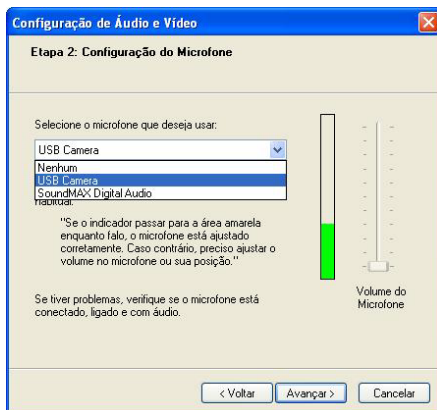 Configuração de Áudio e Vídeo
Etapa 2: Configuração do Microfone
Selecione o microfone que deseja usar:
USB Camera
Nenhum
USB Camera
SoundMAX Digital Audio
habitual.
"Se o indicador passar para a área amarela
enquanto falo, o microfone está ajustado
corretamente. Caso contrário, preciso ajustar o
volume no microfone ou sua posição."
Volume do
Microfone
Se tiver problemas, verifique se o microfone está
conectado, ligado e com áudio.
< Voltar
Avançar >
Cancelar